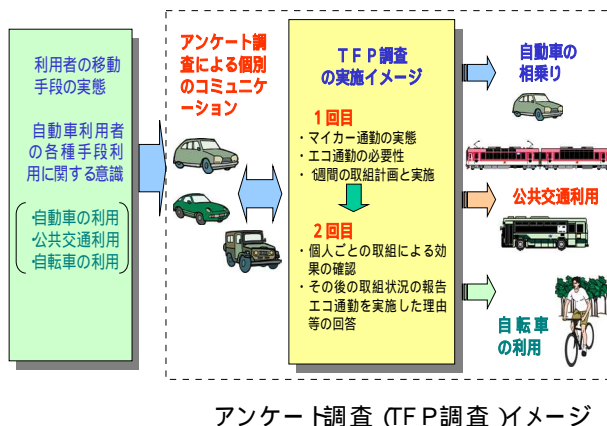 利用者の移動
手段の実態
自動車利用者
の各種手段利
用に関する意識
・自動車の利用
・公共交通利用
・自転車の利用
アンケート調
査による個別
のコミュニケ
ーション
TFP調査
の実施イメージ
1回目
・マイカー通勤の実態
・エコ通勤の必要性
・1週間の取組計画と実施
2回目
・個人ごとの取組による効
果の確認
・その後の取組状況の報告
エコ通勤を実施した理由
等の回答
自動車の
相乗り
公共交通利用
自転車
の利用
アンケート調査(TFP調査)イメージ